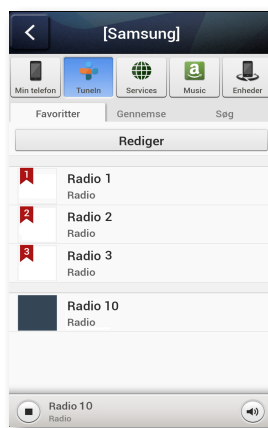 [Samsung]
Min telefon TuneIn Services Music Enheder
Favoritter Gennemse Søg
Rediger
1
Radio 1
Radio
2
Radio 2
Radio
3
Radio 3
Radio
Radio 10
Radio
Radio 10
Radio